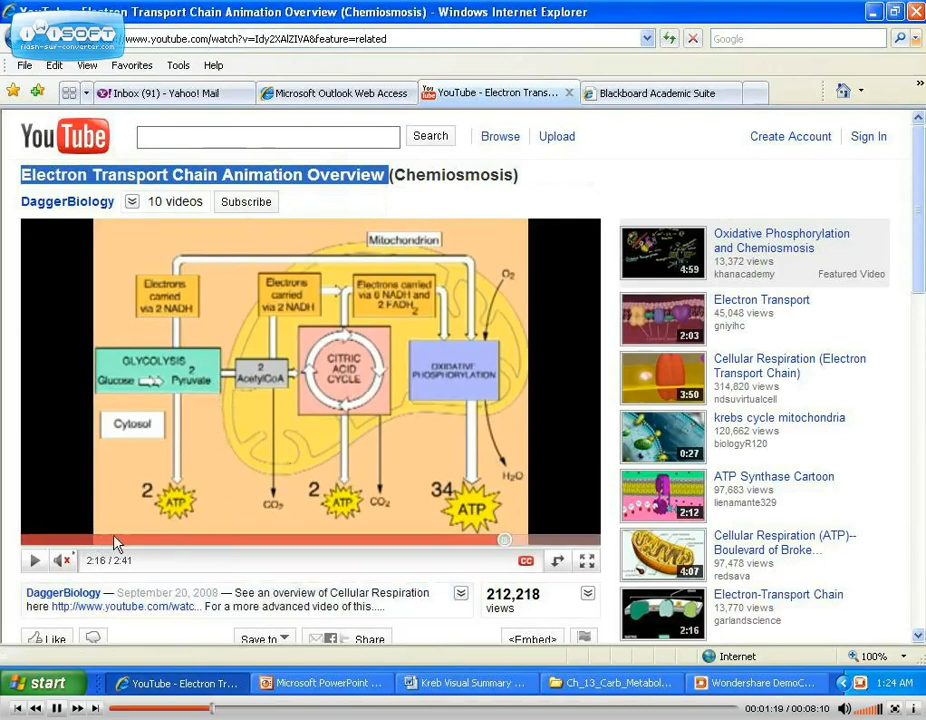 YouTube - Electron Transport Chain Animation Overview (Chemiosmosis) - Windows Internet Explorer
iWiSOFT
flash-swf-converter.com
www.youtube.com/watch?v=Idy2XAlZIVA&feature=related
Google
File Edit View Favorites Tools Help
Inbox (91) - Yahoo! Mail
Microsoft Outlook Web Access
YouTube - Electron Trans...
Blackboard Academic Suite
YouTube
Search
Browse
Upload
Create Account
Sign In
Electron Transport Chain Animation Overview (Chemiosmosis)
DaggerBiology
10 videos
Subscribe
Mitochondrion
Electrons
carried
via 2 NADH
Electrons
carried
via 2 NADH
Electrons carried
via 6 NADH and
2 FADH2
O2
GLYCOLYSIS
Glucose
2
Pyruvate
2
AcetylCoA
CITRIC
ACID
CYCLE
OXIDATIVE
PHOSPHORYLATION
Cytosol
2 ATP
CO2
2 ATP
CO2
34 ATP
H2O
2:16 / 2:41
CC
DaggerBiology — September 20, 2008 — See an overview of Cellular Respiration
here http://www.youtube.com/watc... For a more advanced video of this.....
212,218
views
Like
Save to
Share
<Embed>
4:59
Oxidative Phosphorylation
and Chemiosmosis
13,372 views
khanacademy
Featured Video
2:03
Electron Transport
45,048 views
gniyihc
3:50
Cellular Respiration (Electron
Transport Chain)
314,820 views
ndsuvirtualcell
0:27
krebs cycle mitochondria
120,662 views
biologyR120
2:12
ATP Synthase Cartoon
97,683 views
lienamante329
4:07
Cellular Respiration (ATP)--
Boulevard of Broke...
97,478 views
redsava
2:16
Electron-Transport Chain
13,770 views
garlandscience
Internet
100%
start
YouTube - Electron Tr...
Microsoft PowerPoint ...
Kreb Visual Summary ...
Ch_13_Carb_Metabol...
Wondershare DemoC...
1:24 AM
00:01:19 / 00:08:10